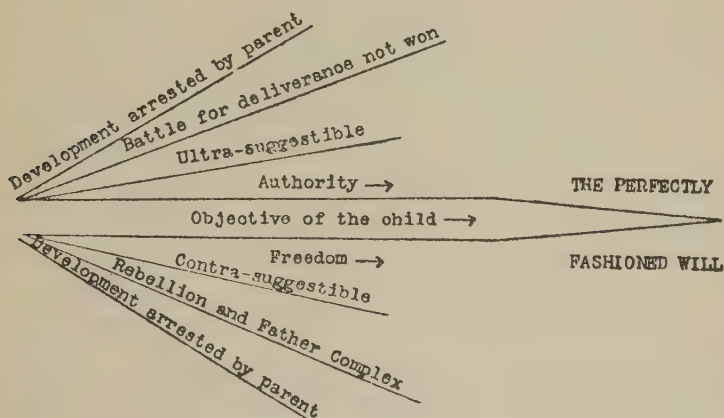 Development arrested by parent
Battle for deliverance not won
Ultra-suggestible
Authority →
THE PERFECTLY
Objective of the child →
Freedom →
FASHIONED WILL
Contra-suggestible
Rebellion and Father Complex
Development arrested by parent